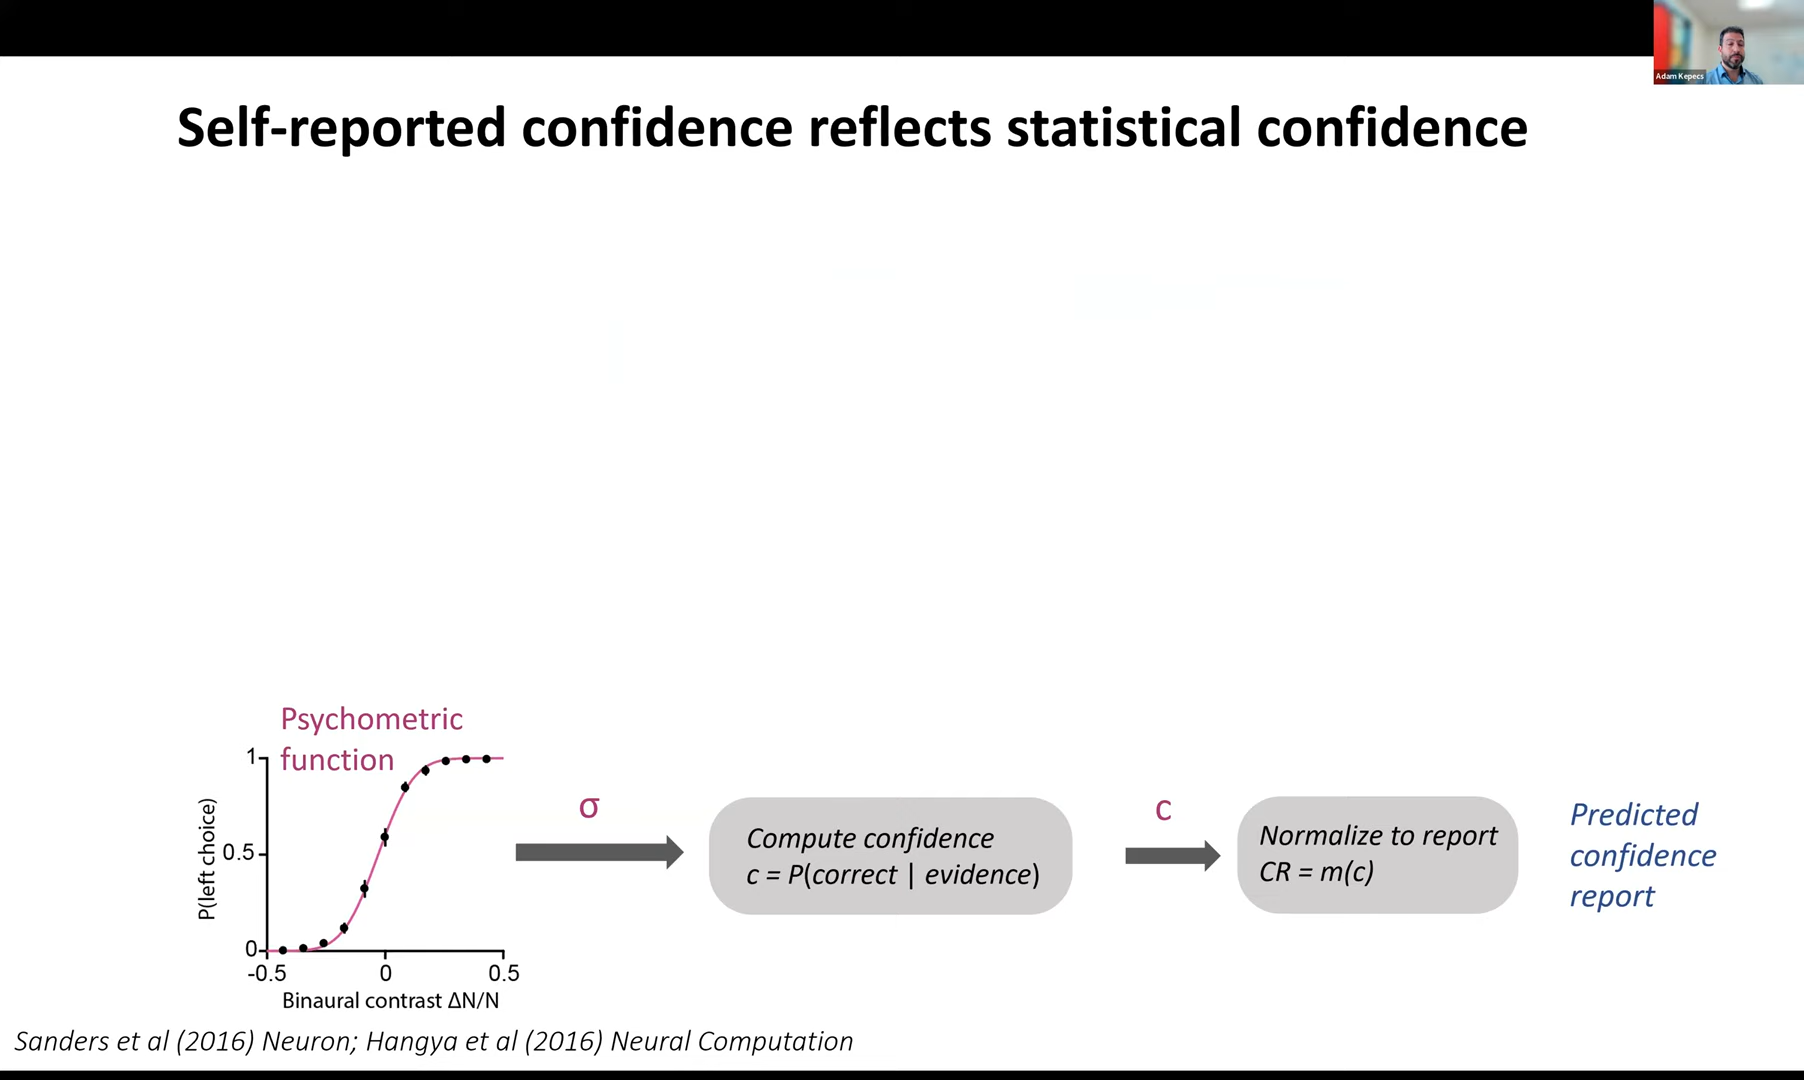 Adam Kepecs
Self-reported confidence reflects statistical confidence
Psychometric
function
1
0.5
0
P(left choice)
-0.5 0 0.5
Binaural contrast ΔN/N
σ
Compute confidence
c = P(correct | evidence)
c
Normalize to report
CR = m(c)
Predicted
confidence
report
Sanders et al (2016) Neuron; Hangya et al (2016) Neural Computation